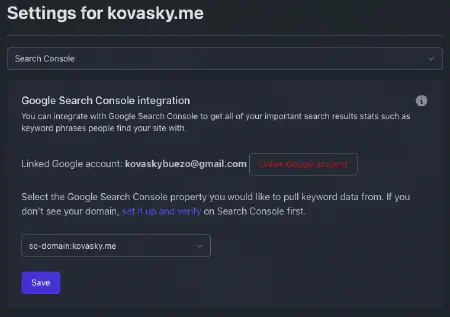 Settings for kovasky.me
Search Console
Google Search Console integration
You can integrate with Google Search Console to get all of your important search results stats such as
keyword phrases people find your site with.
Linked Google account: kovaskybuezo@gmail.com Unlink Google account
Select the Google Search Console property you would like to pull keyword data from. If you
don't see your domain, set it up and verify on Search Console first.
sc-domain:kovasky.me
Save